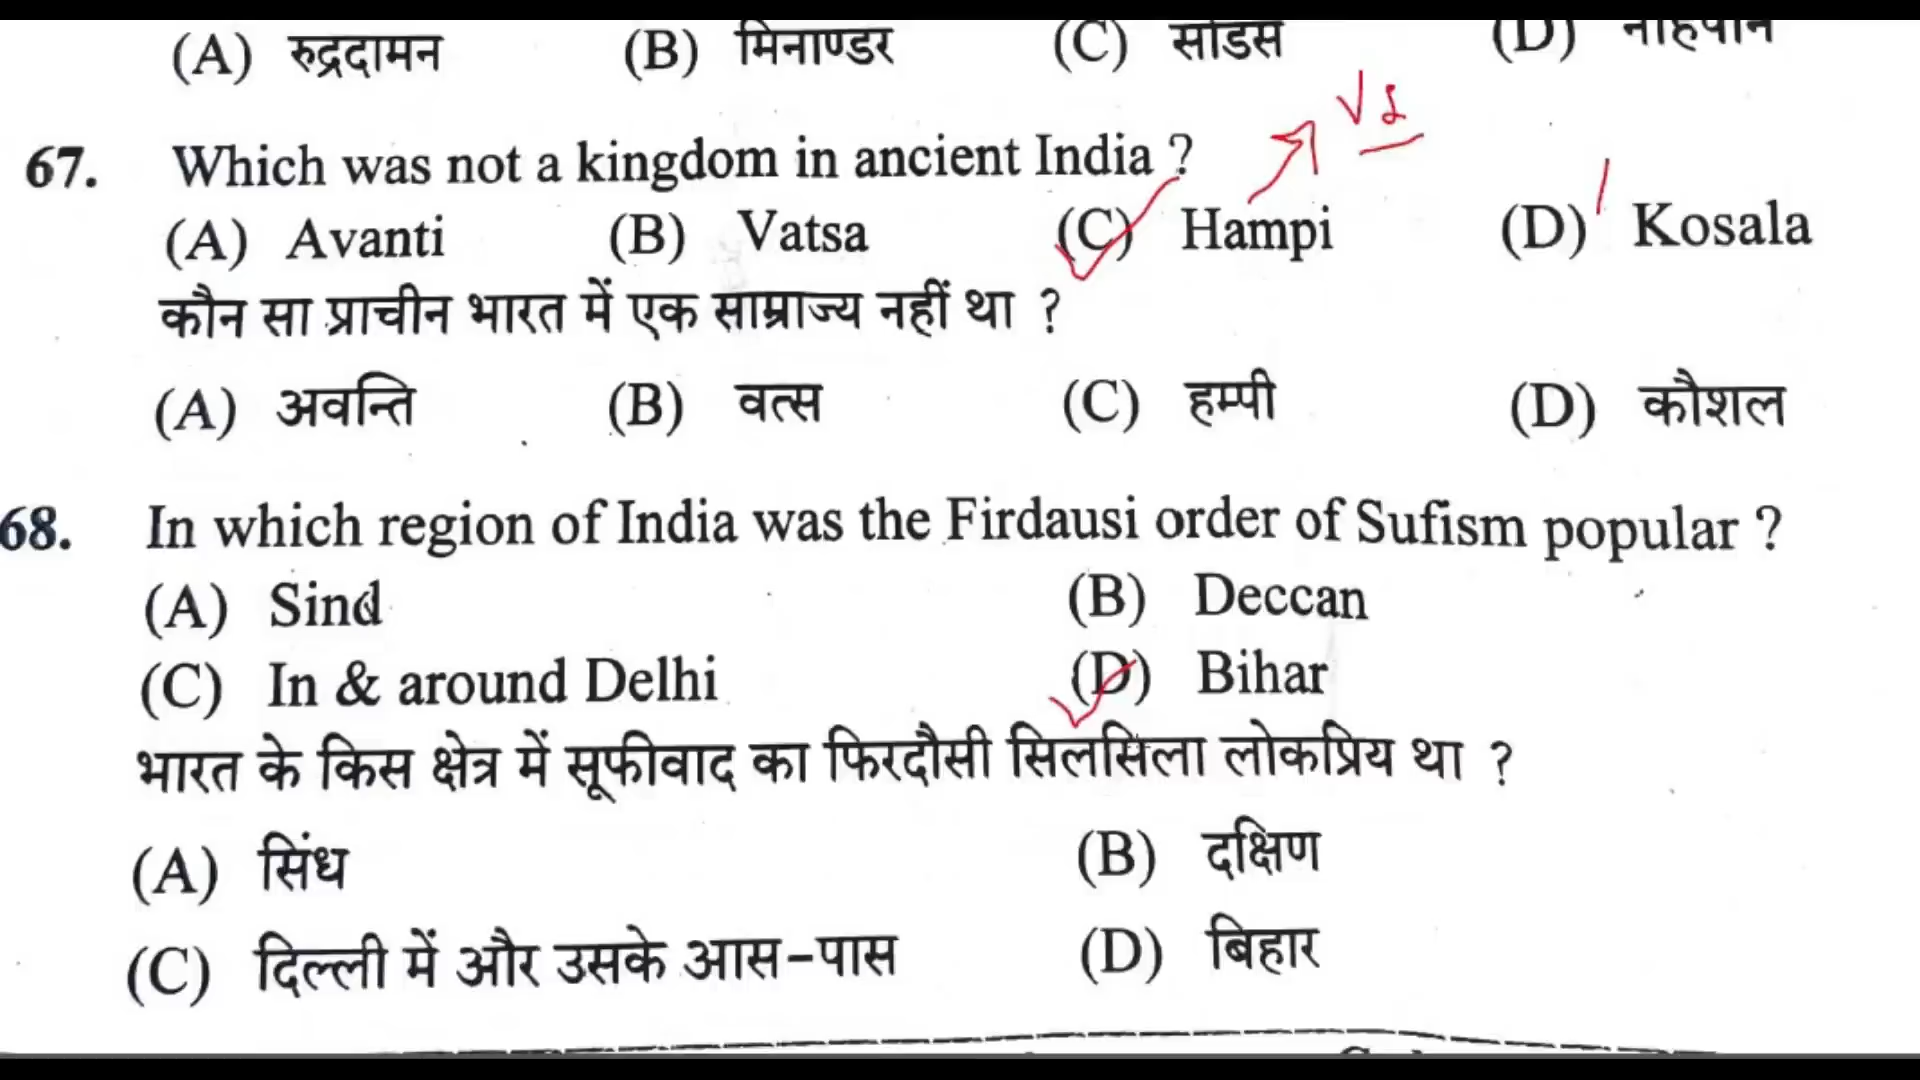 (A) रुद्रदामन (B) मिनाण्डर (C) सोडस (D)
67. Which was not a kingdom in ancient India ?
(A) Avanti (B) Vatsa (C) Hampi (D) Kosala
कौन सा प्राचीन भारत में एक साम्राज्य नहीं था ?
(A) अवन्ति (B) वत्स (C) हम्पी (D) कौशल
68. In which region of India was the Firdausi order of Sufism popular ?
(A) Sind (B) Deccan
(C) In & around Delhi (D) Bihar
भारत के किस क्षेत्र में सूफीवाद का फिरदौसी सिलसिला लोकप्रिय था ?
(A) सिंध (B) दक्षिण
(C) दिल्ली में और उसके आस-पास (D) बिहार